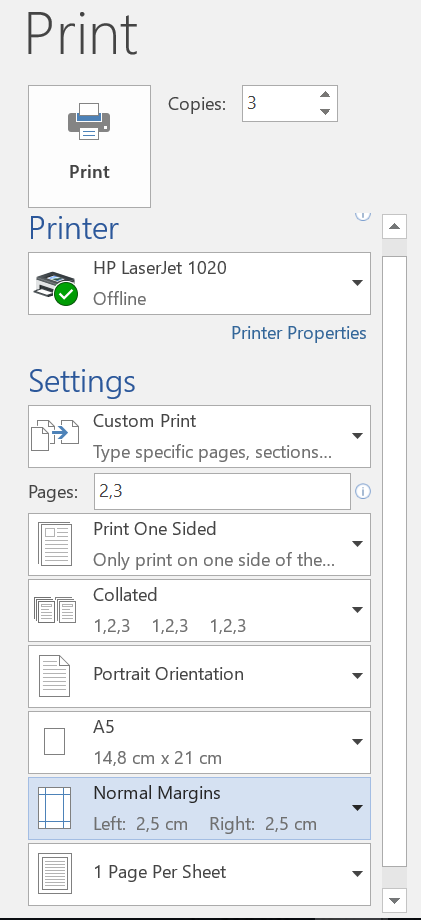 Print
Copies: 3
Print
Printer
HP LaserJet 1020
Offline
Printer Properties
Settings
Custom Print
Type specific pages, sections...
Pages: 2,3
Print One Sided
Only print on one side of the...
Collated
1,2,3 1,2,3 1,2,3
Portrait Orientation
A5
14,8 cm x 21 cm
Normal Margins
Left: 2,5 cm Right: 2,5 cm
1 Page Per Sheet